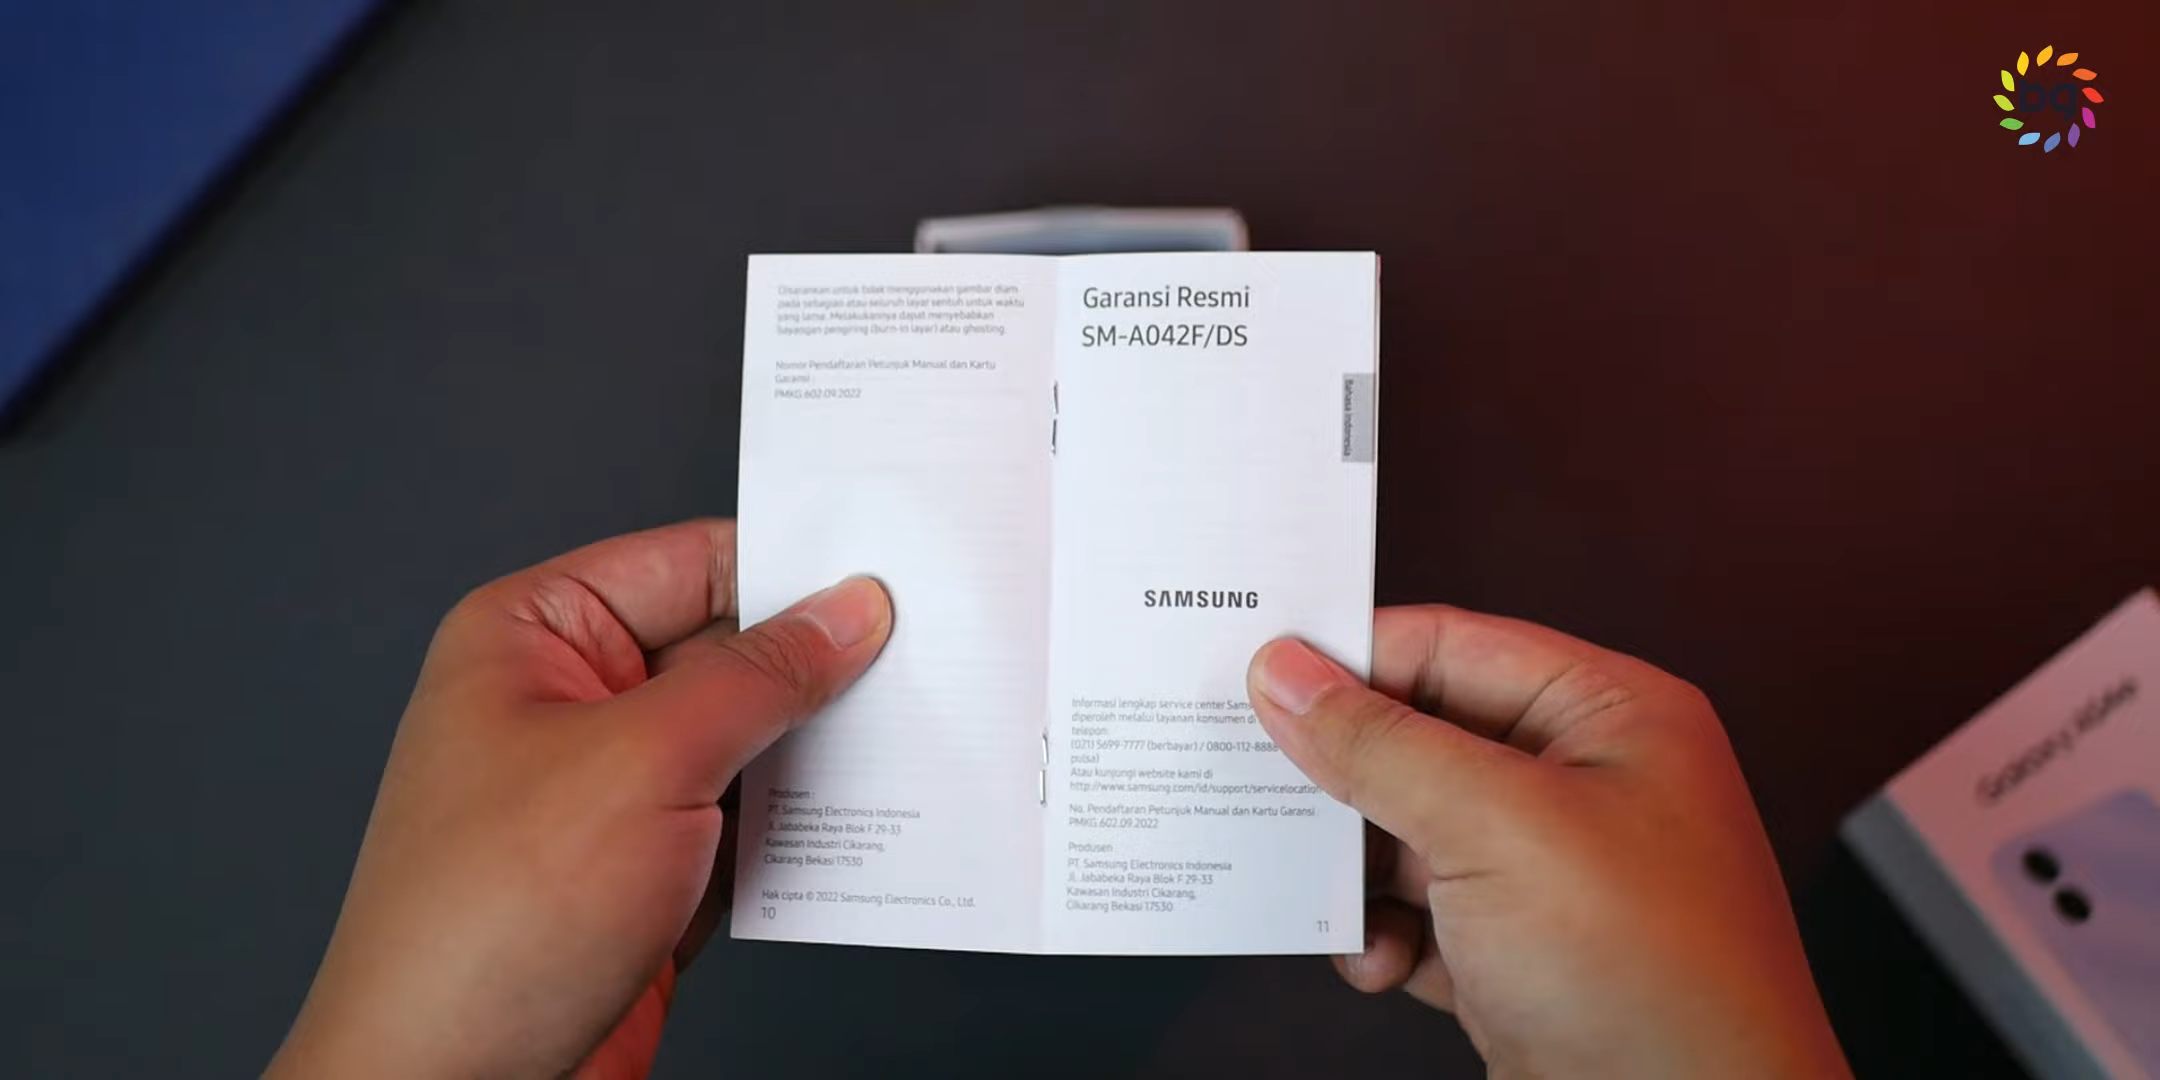 bq
Disarankan untuk tidak menggunakan gambar diam
pada sebagian atau seluruh layar sentuh untuk waktu
yang lama. Melakukannya dapat menyebabkan
bayangan pengiring (burn-in layar) atau ghosting.
Nomor Pendaftaran Petunjuk Manual dan Kartu
Garansi :
PMKG.602.09.2022
Produsen :
PT. Samsung Electronics Indonesia
Jl. Jababeka Raya Blok F 29-33
Kawasan Industri Cikarang,
Cikarang Bekasi 17530
Hak cipta © 2022 Samsung Electronics Co., Ltd.
10
Garansi Resmi
SM-A042F/DS
Bahasa Indonesia
SAMSUNG
Informasi lengkap service center
diperoleh melalui layanan konsumen di
telepon:
(021) 5699-7777 (berbayar) / 0800-112-8888
pulsa)
Atau kunjungi website kami di
http://www.samsung.com/id/support/servicelocation
No. Pendaftaran Petunjuk Manual dan Kartu Garansi :
PMKG.602.09.2022
Produsen
PT. Samsung Electronics Indonesia
Jl. Jababeka Raya Blok F 29-33
Kawasan Industri Cikarang,
Cikarang Bekasi 17530
11
Galaxy A04e